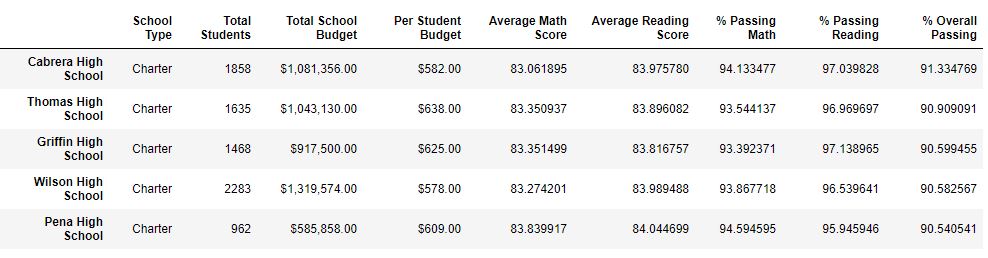 School Type Total Students Total School Budget Per Student Budget Average Math Score Average Reading Score % Passing Math % Passing Reading % Overall Passing
Cabrera High School Charter 1858 $1,081,356.00 $582.00 83.061895 83.975780 94.133477 97.039828 91.334769
Thomas High School Charter 1635 $1,043,130.00 $638.00 83.350937 83.896082 93.544137 96.969697 90.909091
Griffin High School Charter 1468 $917,500.00 $625.00 83.351499 83.816757 93.392371 97.138965 90.599455
Wilson High School Charter 2283 $1,319,574.00 $578.00 83.274201 83.989488 93.867718 96.539641 90.582567
Pena High School Charter 962 $585,858.00 $609.00 83.839917 84.044699 94.594595 95.945946 90.540541